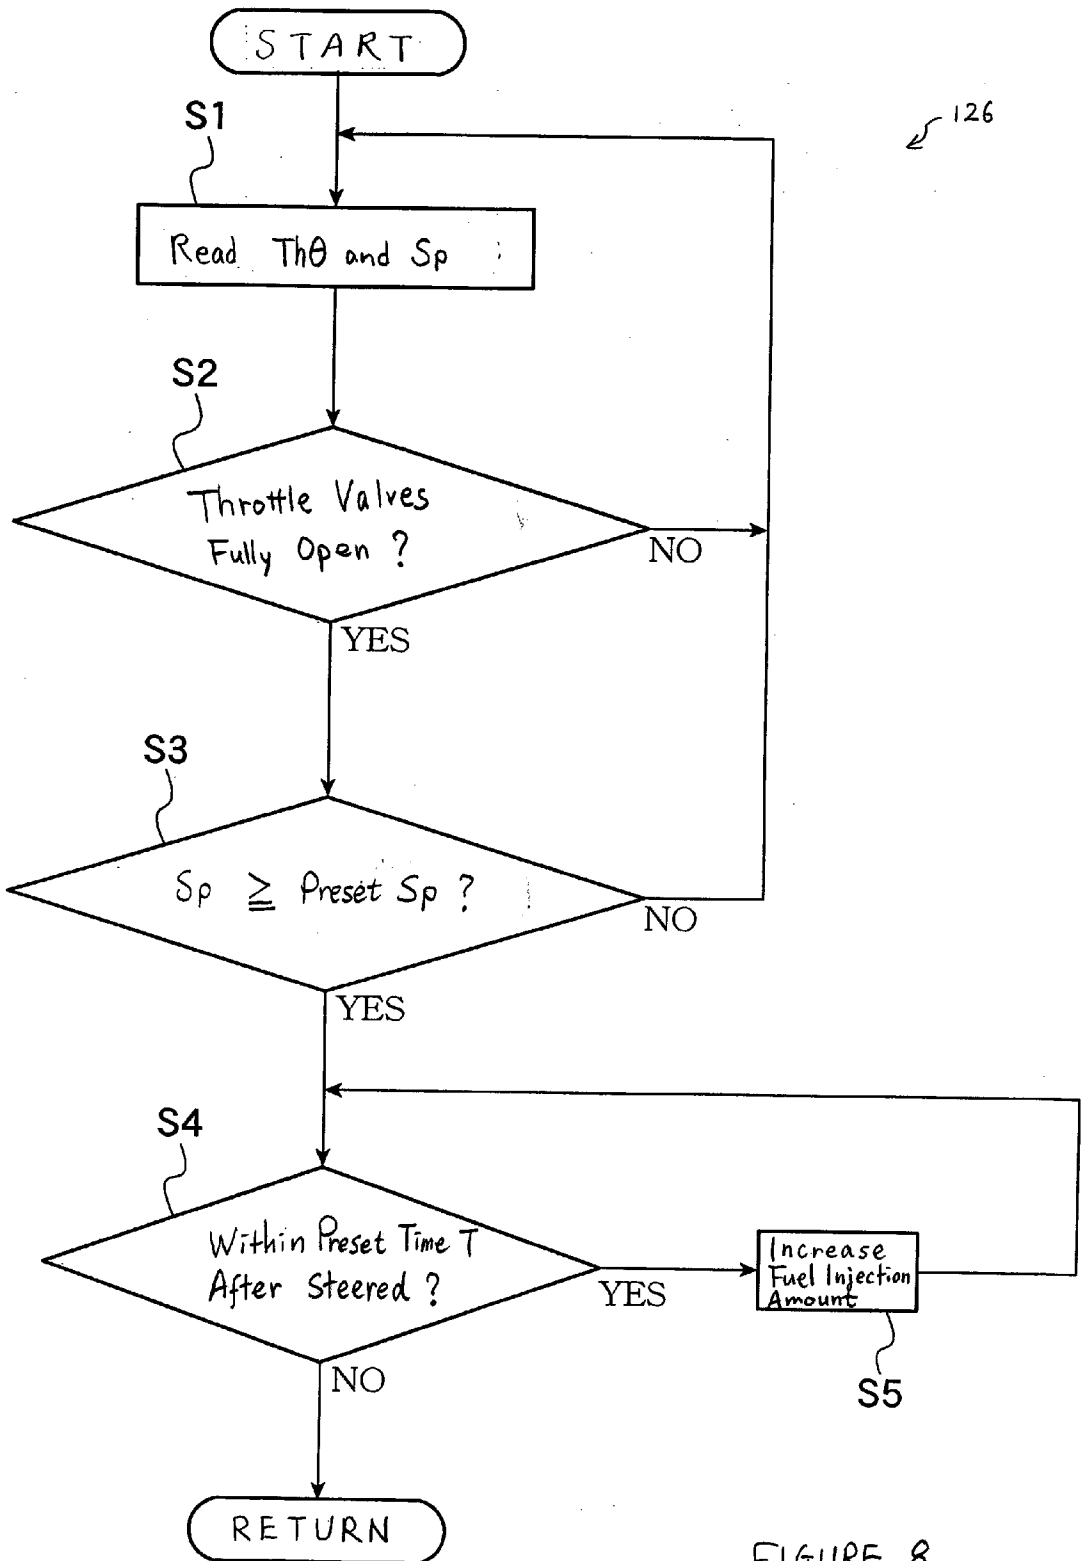 START
S1
126
Read Thθ and Sp
S2
Throttle Valves
Fully Open ?
NO
YES
S3
Sp ≧ Preset Sp ?
NO
YES
S4
Within Preset Time T
After Steered ?
YES
Increase
Fuel Injection
Amount
S5
NO
RETURN
FIGURE 8